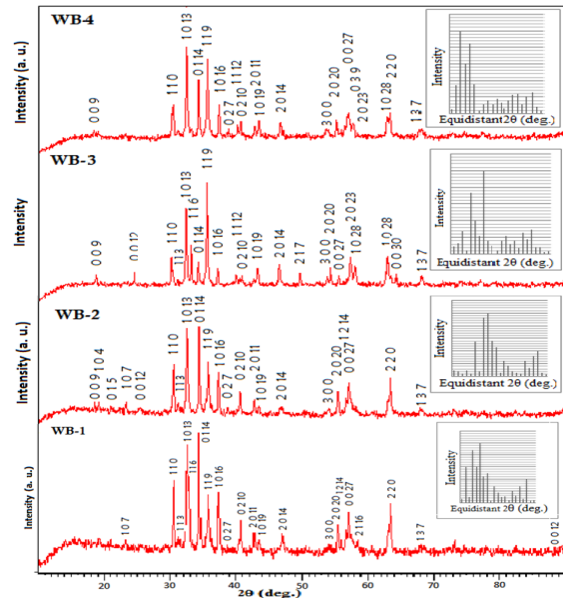 WB-4
Intensity (a. u.)
0 0 9
1 1 0
1 0 13
0 1 14
1 1 9
1 0 16
0 2 7
0 2 10
1 1 12
1 0 19
2 0 11
2 0 14
3 0 0
2 0 20
0 0 27
0 3 9
2 0 23
1 0 28
2 2 0
1 3 7
Intensity
Equidistant 2θ (deg.)
WB-3
Intensity
0 0 9
0 0 12
1 1 0
1 1 3
1 0 13
1 1 6
0 1 14
1 1 9
1 0 16
0 2 10
1 1 12
1 0 19
2 0 14
2 1 7
3 0 0
2 0 20
0 0 27
2 0 23
1 0 28
1 0 28
0 0 30
1 3 7
Intensity
Equidistant 2θ (deg.)
WB-2
Intensity (a. u.)
0 0 9
1 0 4
0 1 5
1 0 7
0 0 12
1 1 0
1 1 3
1 0 13
0 1 14
1 1 9
1 0 16
0 2 7
0 2 10
2 0 11
1 0 19
2 0 14
3 0 0
2 0 20
0 0 27
1 2 14
2 2 0
1 3 7
Intensity
Equidistant 2θ (deg.)
WB-1
Intensity (a. u.)
1 0 7
1 1 0
1 1 3
1 0 13
1 1 6
0 1 14
1 1 9
1 0 16
0 2 7
0 2 10
2 0 11
1 0 19
2 0 14
3 0 0
2 0 20
1 2 14
0 0 27
2 1 16
2 2 0
1 3 7
0 0 12
Intensity
Equidistant 2θ (deg.)
20 30 40 50 60 70 80
2θ (deg.)